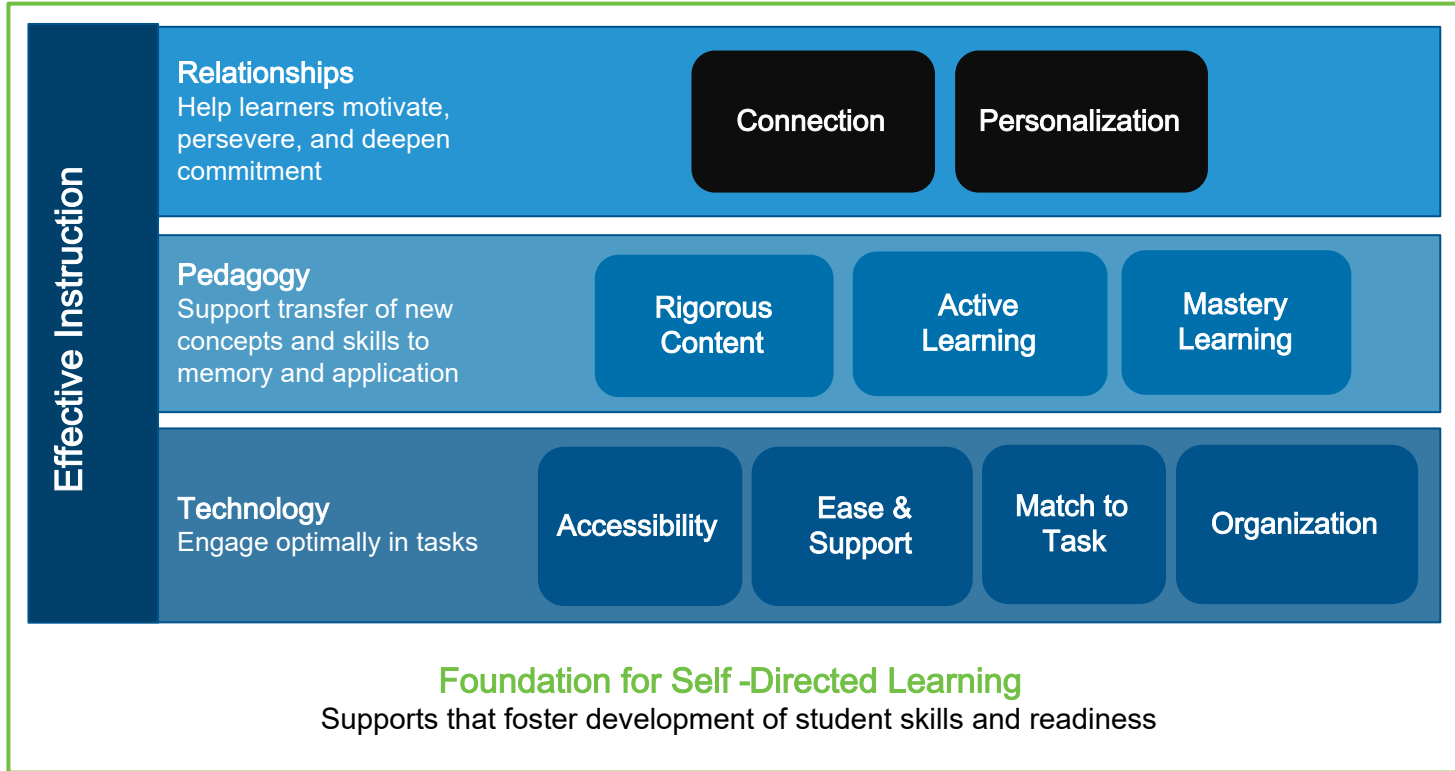 Effective Instruction
Relationships
Help learners motivate,
persevere, and deepen
commitment
Connection
Personalization
Pedagogy
Support transfer of new
concepts and skills to
memory and application
Rigorous
Content
Active
Learning
Mastery
Learning
Technology
Engage optimally in tasks
Accessibility
Ease &
Support
Match to
Task
Organization
Foundation for Self -Directed Learning
Supports that foster development of student skills and readiness